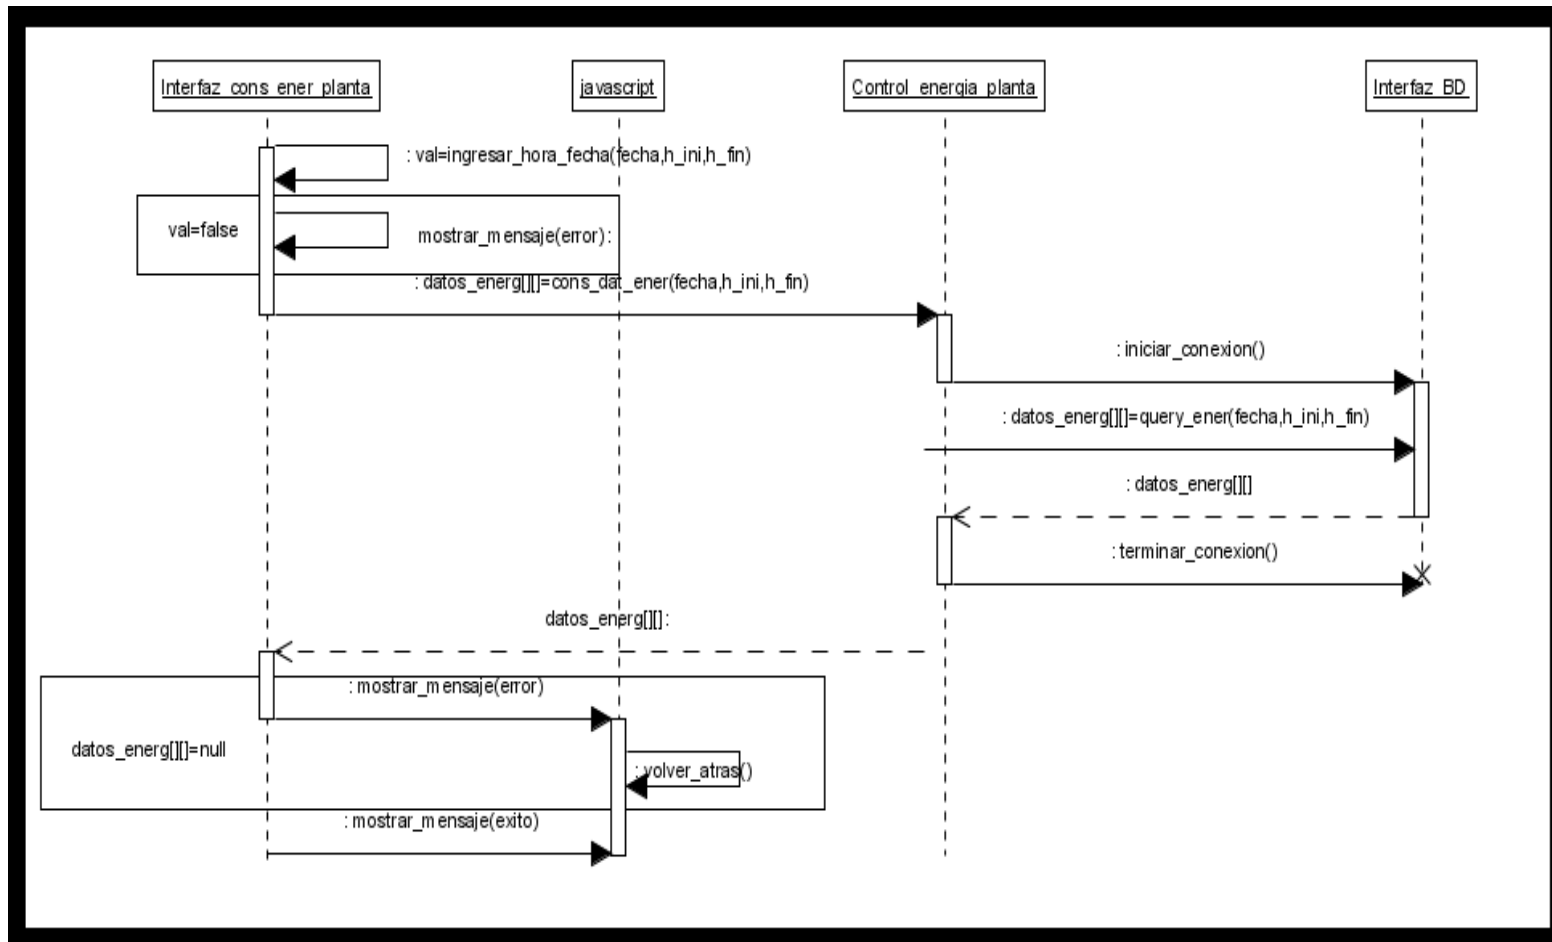 Interfaz_cons_ener_planta
javascript
Control_energia_planta
Interfaz_BD
: val=ingresar_hora_fecha(fecha,h_ini,h_fin)
val=false
mostrar_mensaje(error):
: datos_energ[][]=cons_dat_ener(fecha,h_ini,h_fin)
: iniciar_conexion()
: datos_energ[][]=query_ener(fecha,h_ini,h_fin)
: datos_energ[][]
: terminar_conexion()
datos_energ[][]:
: mostrar_mensaje(error)
datos_energ[][]=null
: volver_atras()
: mostrar_mensaje(exito)